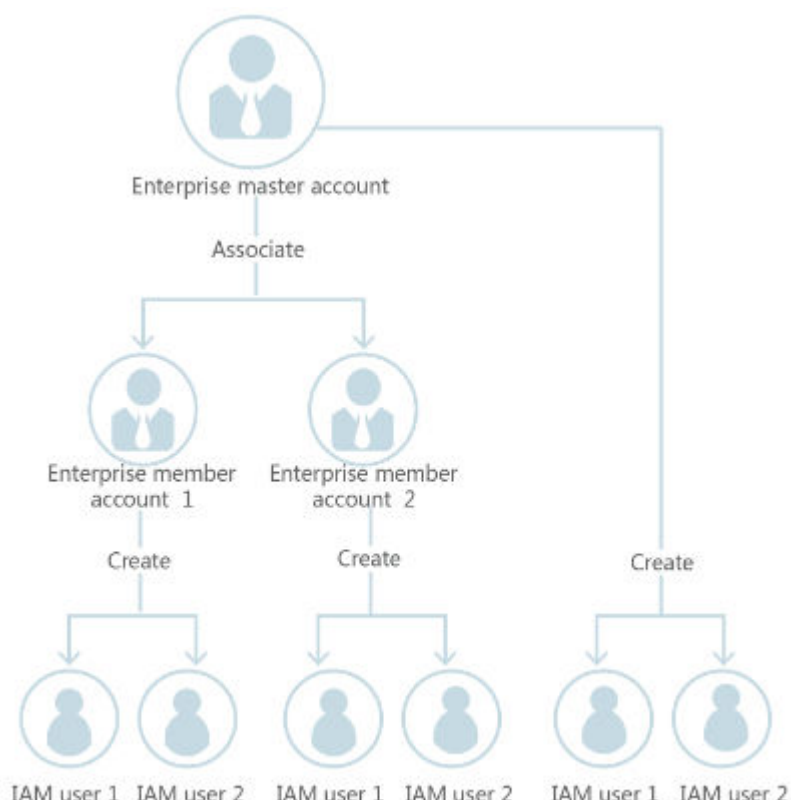 Enterprise master account
Associate
Enterprise member
account 1
Enterprise member
account 2
Create
Create
Create
IAM user 1
IAM user 2
IAM user 1
IAM user 2
IAM user 1
IAM user 2